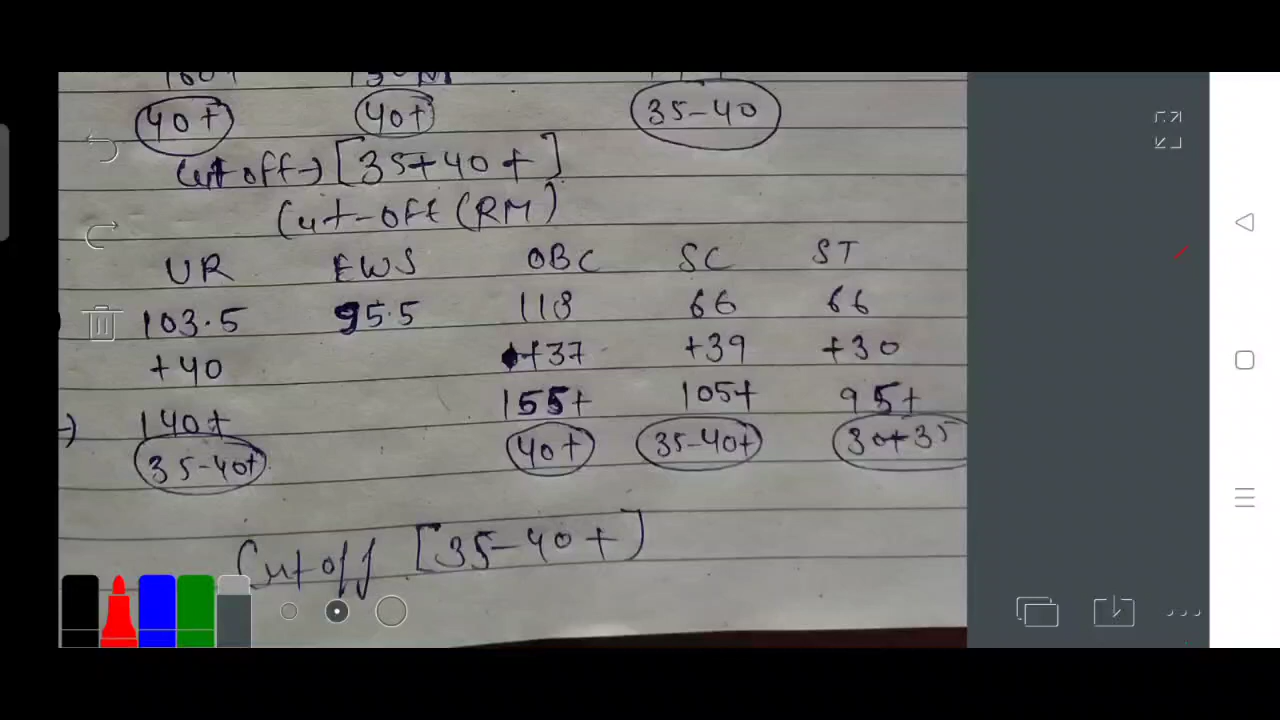 40+ 40+ 35-40
Cut off→ [35+40+]
Cut-off (RM)
UR EWS OBC SC ST
103.5 95.5 118 66 66
+40 +37 +39 +30
140+ 155+ 105+ 95+
35-40+ 40+ 35-40+ 30+35
Cut off [35-40+]